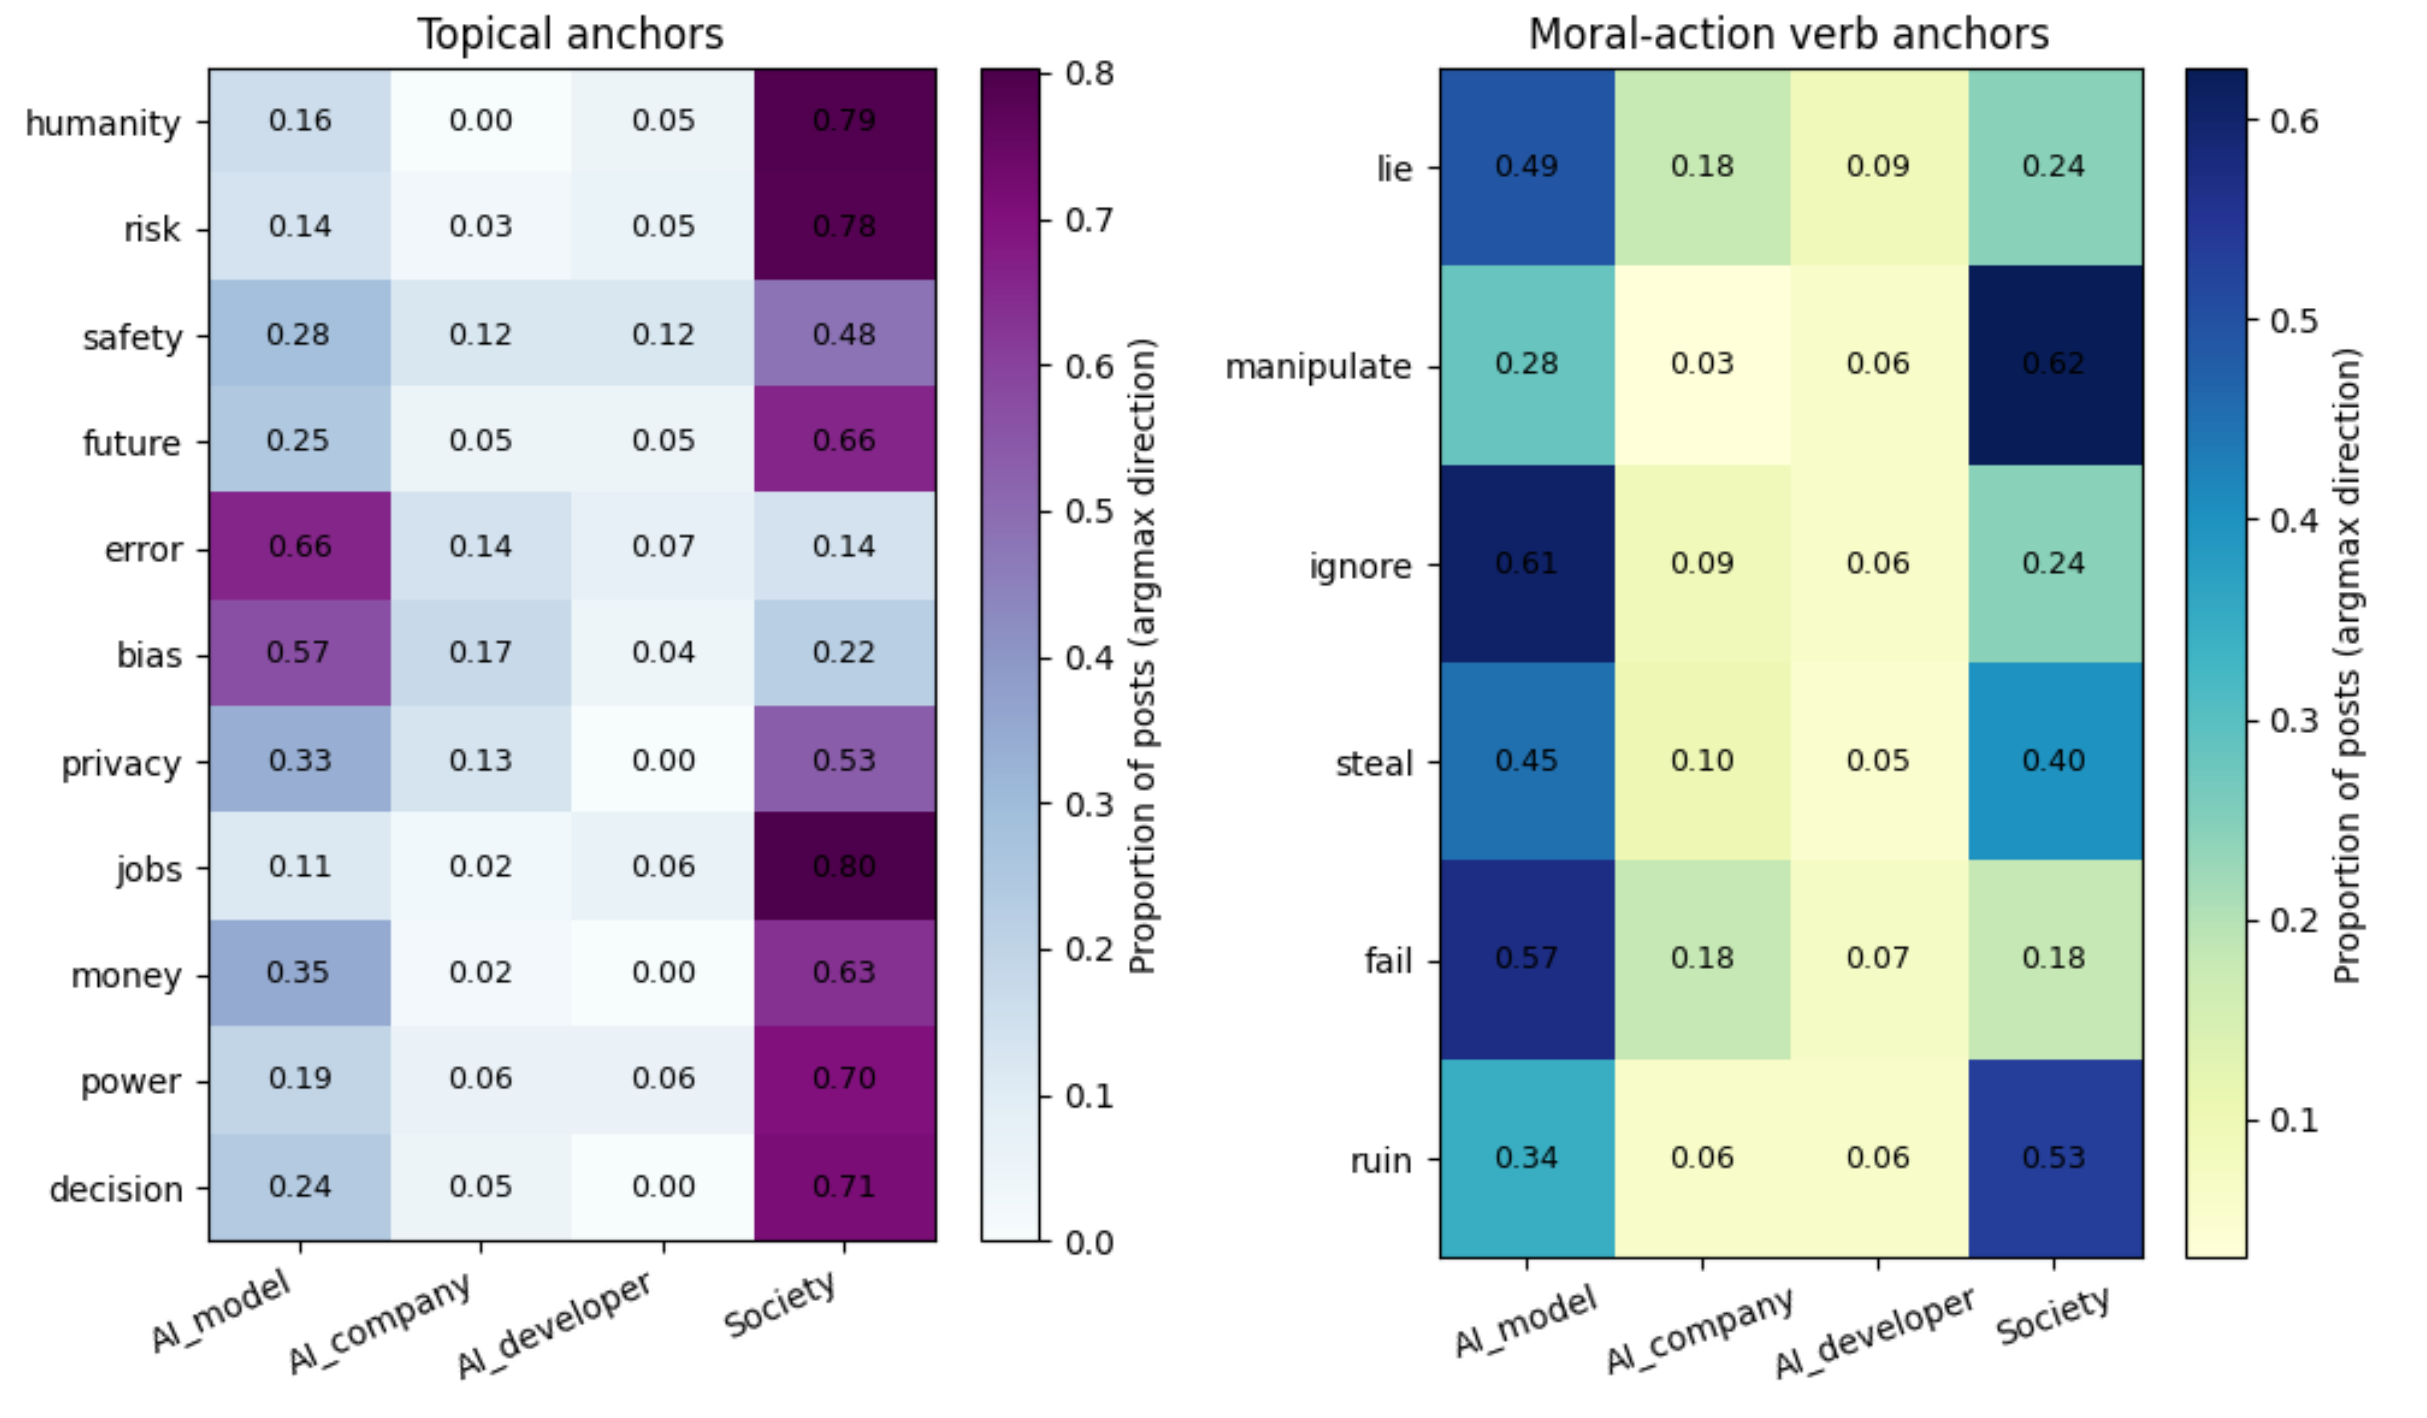 Topical anchors
humanity 0.16 0.00 0.05 0.79
risk 0.14 0.03 0.05 0.78
safety 0.28 0.12 0.12 0.48
future 0.25 0.05 0.05 0.66
error 0.66 0.14 0.07 0.14
bias 0.57 0.17 0.04 0.22
privacy 0.33 0.13 0.00 0.53
jobs 0.11 0.02 0.06 0.80
money 0.35 0.02 0.00 0.63
power 0.19 0.06 0.06 0.70
decision 0.24 0.05 0.00 0.71
AI_model AI_company AI_developer Society
0.8
0.7
0.6
0.5
0.4
0.3
0.2
0.1
0.0
Proportion of posts (argmax direction)
Moral-action verb anchors
lie 0.49 0.18 0.09 0.24
manipulate 0.28 0.03 0.06 0.62
ignore 0.61 0.09 0.06 0.24
steal 0.45 0.10 0.05 0.40
fail 0.57 0.18 0.07 0.18
ruin 0.34 0.06 0.06 0.53
AI_model AI_company AI_developer Society
0.6
0.5
0.4
0.3
0.2
0.1
Proportion of posts (argmax direction)